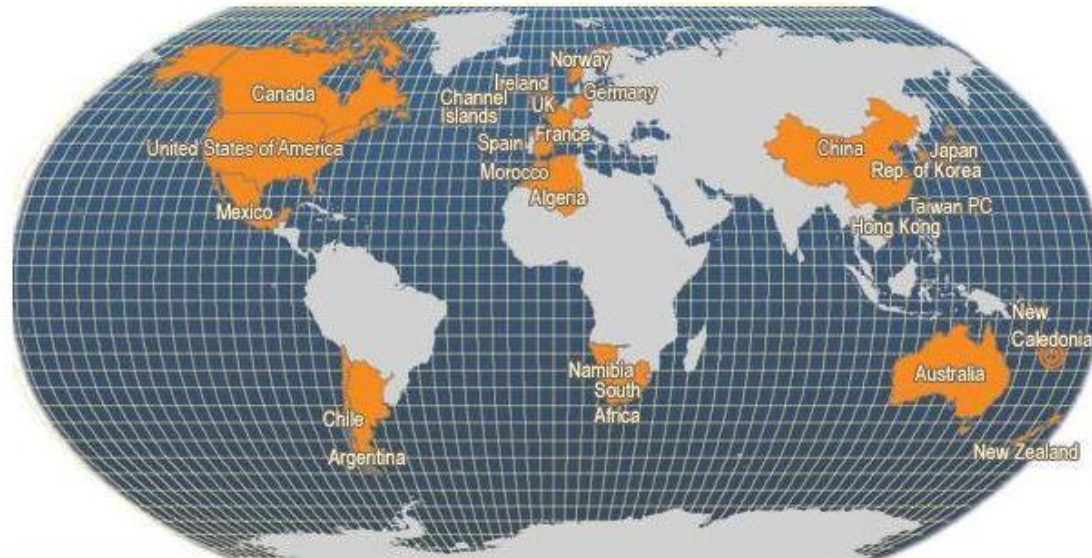 Norway
Ireland
Germany
Canada
Channel
Islands
UK
France
United States of America
Spain
China
Japan
Rep. of Korea
Morocco
Algeria
Taiwan PC
Mexico
Hong Kong
New
Caledonia
Namibia
South
Africa
Australia
Chile
Argentina
New Zealand